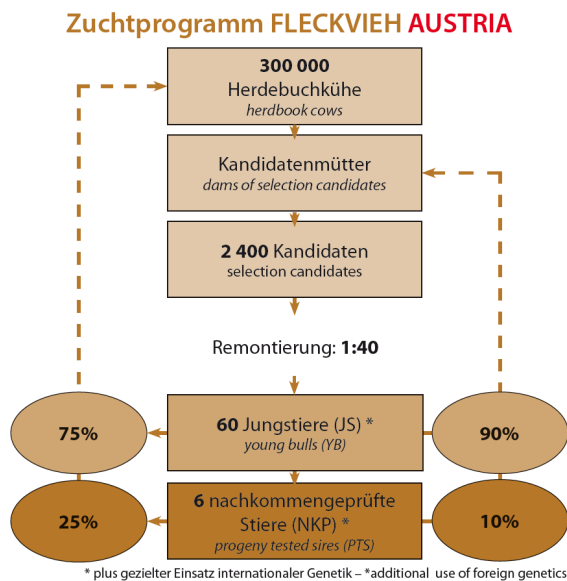 Zuchtprogramm FLECKVIEH AUSTRIA
300 000
Herdebuchkühe
herdbook cows
Kandidatenmütter
dams of selection candidates
2 400 Kandidaten
selection candidates
Remontierung: 1:40
75%
60 Jungstiere (JS) *
young bulls (YB)
90%
25%
6 nachkommengeprüfte
Stiere (NKP) *
progeny tested sires (PTS)
10%
* plus gezielter Einsatz internationaler Genetik – *additional use of foreign genetics